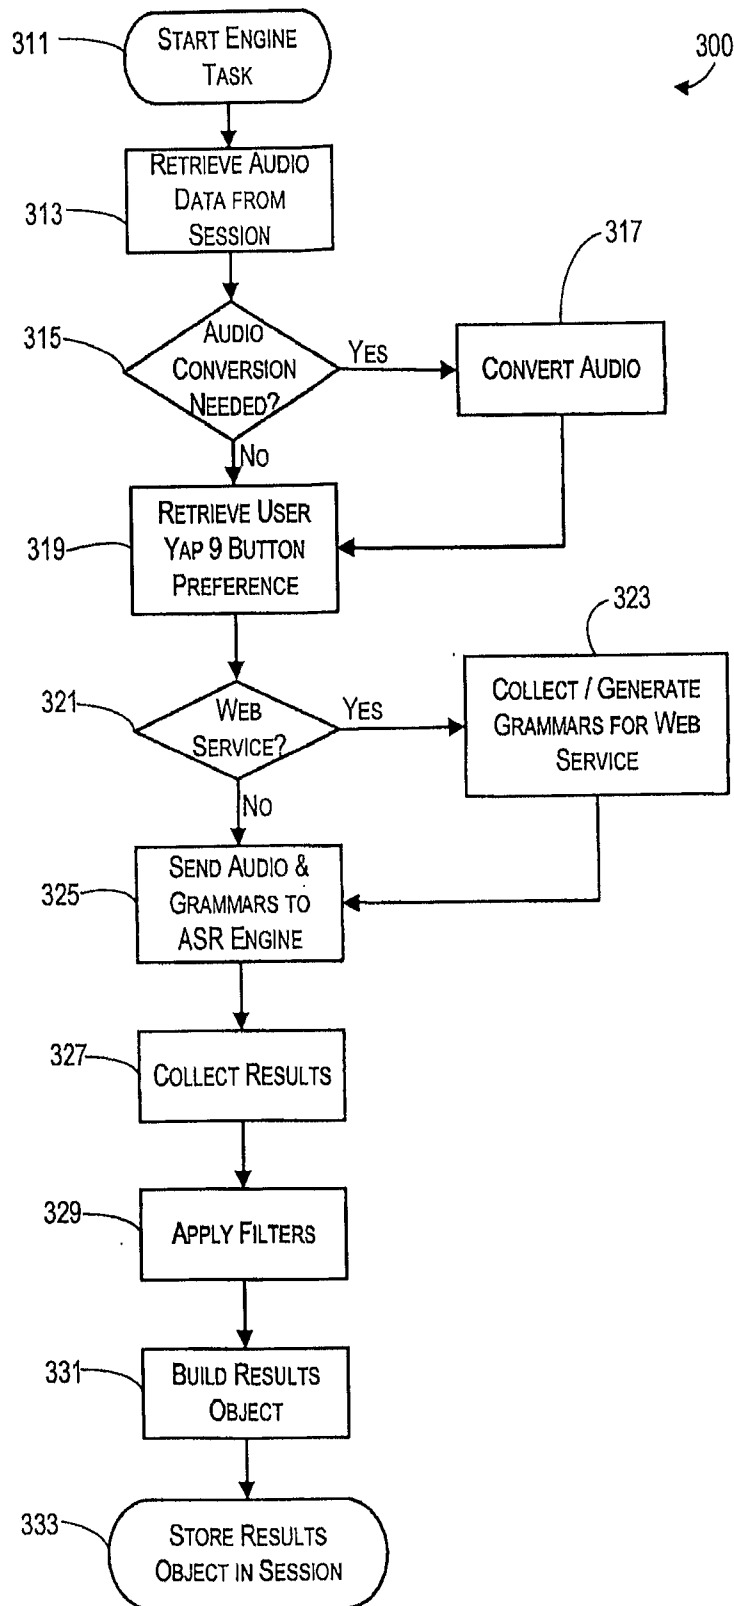 311
START ENGINE
TASK
300
313
RETRIEVE AUDIO
DATA FROM
SESSION
317
315
AUDIO
CONVERSION
NEEDED?
YES
CONVERT AUDIO
NO
319
RETRIEVE USER
YAP 9 BUTTON
PREFERENCE
323
321
WEB
SERVICE?
YES
COLLECT / GENERATE
GRAMMARS FOR WEB
SERVICE
NO
325
SEND AUDIO &
GRAMMARS TO
ASR ENGINE
327
COLLECT RESULTS
329
APPLY FILTERS
331
BUILD RESULTS
OBJECT
333
STORE RESULTS
OBJECT IN SESSION